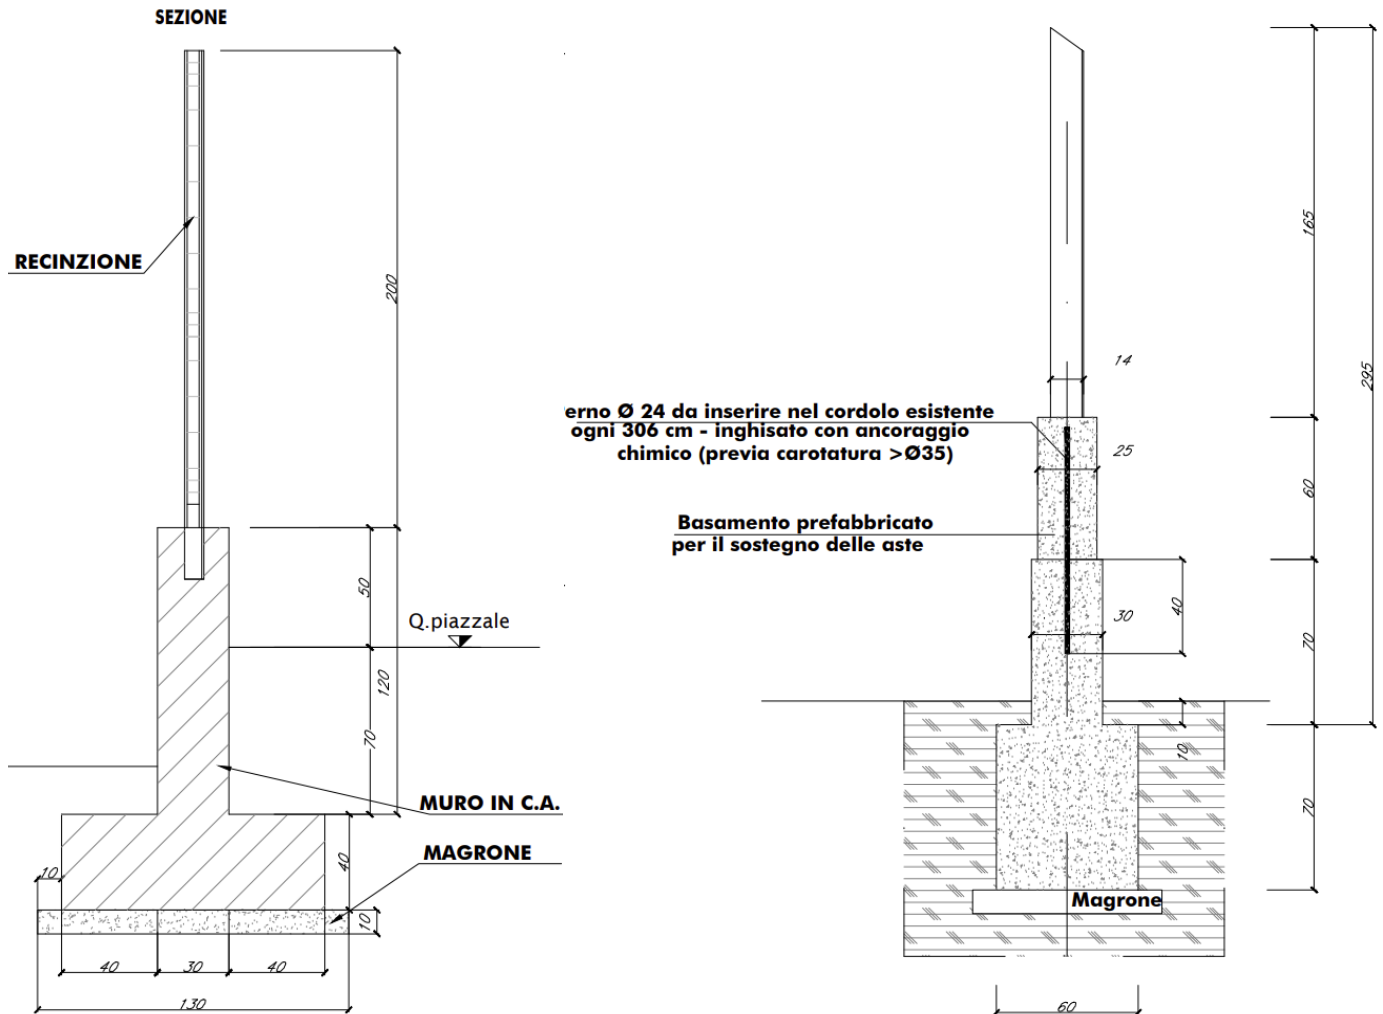 SEZIONE
RECINZIONE
200
50
Q.piazzale
120
70
MURO IN C.A.
MAGRONE
10
40
10
40
30
40
130
165
295
14
erno Ø 24 da inserire nel cordolo esistente
ogni 306 cm - inghisato con ancoraggio
chimico (previa carotatura >Ø35)
25
60
Basamento prefabbricato
per il sostegno delle aste
40
30
70
10
70
Magrone
60